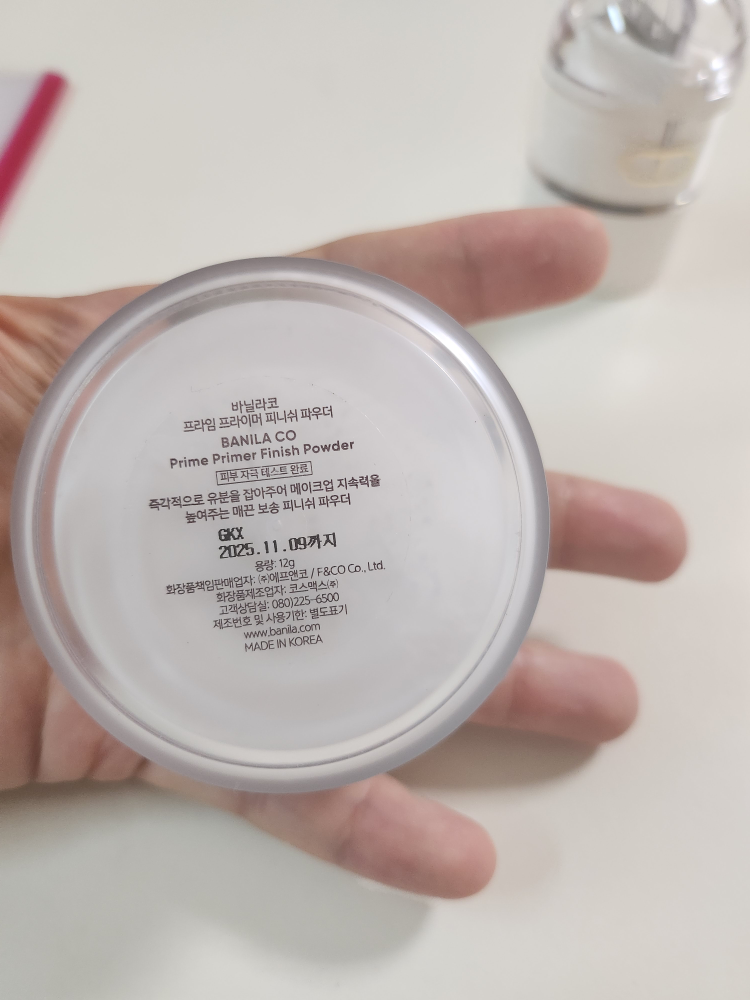 바닐라코
프라임 프라이머 피니쉬 파우더
BANILA CO
Prime Primer Finish Powder
피부 자극 테스트 완료
즉각적으로 유분을 잡아주어 메이크업 지속력을
높여주는 매끈 보송 피니쉬 파우더
GKX
2025.11.09까지
용량: 12g
화장품책임판매업자: ㈜에프앤코 / F&CO Co., Ltd.
화장품제조업자: 코스맥스㈜
고객상담실: 080)225-6500
제조번호 및 사용기한: 별도표기
www.banila.com
MADE IN KOREA